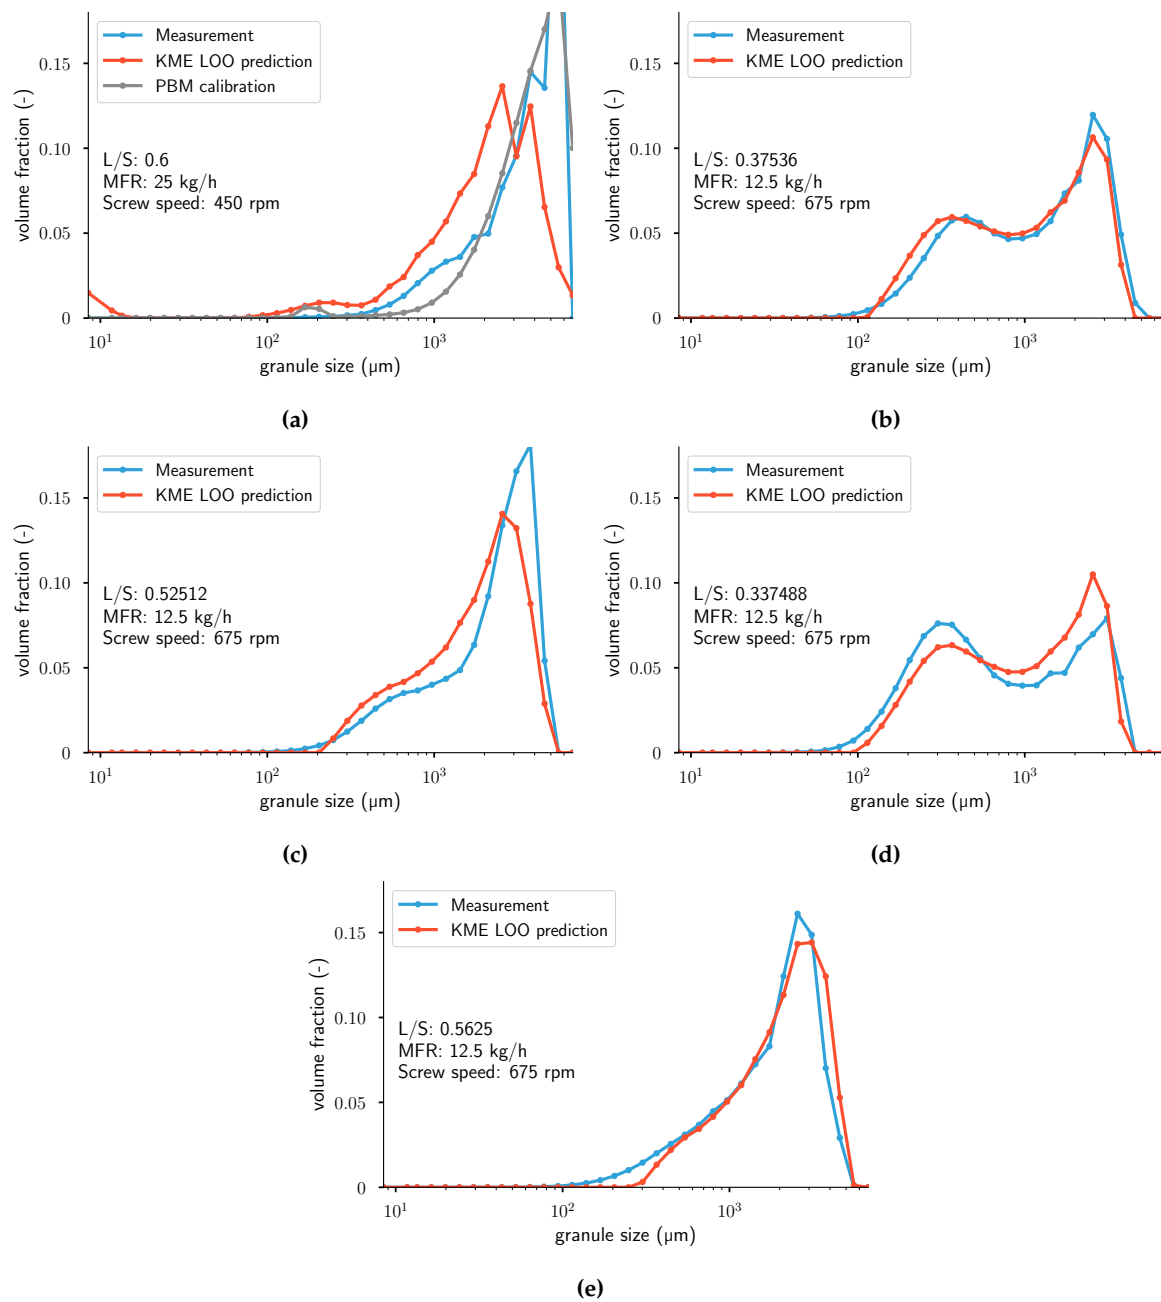 Measurement
KME LOO prediction
PBM calibration
0.15
0.10
0.05
0
volume fraction (-)
L/S: 0.6
MFR: 25 kg/h
Screw speed: 450 rpm
10¹
10²
10³
granule size (µm)
(a)
Measurement
KME LOO prediction
0.15
0.10
0.05
0
volume fraction (-)
L/S: 0.37536
MFR: 12.5 kg/h
Screw speed: 675 rpm
10¹
10²
10³
granule size (µm)
(b)
Measurement
KME LOO prediction
0.15
0.10
0.05
0
volume fraction (-)
L/S: 0.52512
MFR: 12.5 kg/h
Screw speed: 675 rpm
10¹
10²
10³
granule size (µm)
(c)
Measurement
KME LOO prediction
0.15
0.10
0.05
0
volume fraction (-)
L/S: 0.337488
MFR: 12.5 kg/h
Screw speed: 675 rpm
10¹
10²
10³
granule size (µm)
(d)
Measurement
KME LOO prediction
0.15
0.10
0.05
0
volume fraction (-)
L/S: 0.5625
MFR: 12.5 kg/h
Screw speed: 675 rpm
10¹
10²
10³
granule size (µm)
(e)